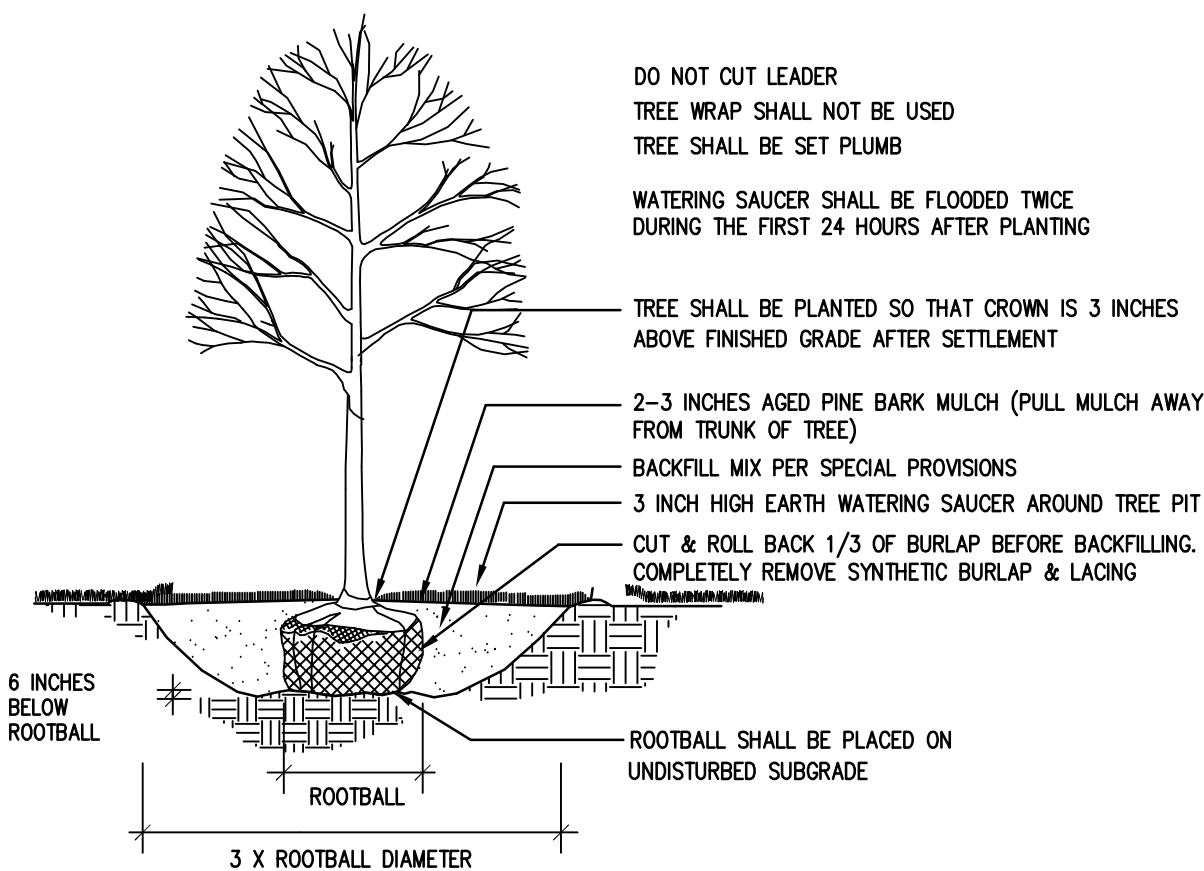 DO NOT CUT LEADER
TREE WRAP SHALL NOT BE USED
TREE SHALL BE SET PLUMB
WATERING SAUCER SHALL BE FLOODED TWICE
DURING THE FIRST 24 HOURS AFTER PLANTING
TREE SHALL BE PLANTED SO THAT CROWN IS 3 INCHES
ABOVE FINISHED GRADE AFTER SETTLEMENT
2-3 INCHES AGED PINE BARK MULCH (PULL MULCH AWAY
FROM TRUNK OF TREE)
BACKFILL MIX PER SPECIAL PROVISIONS
3 INCH HIGH EARTH WATERING SAUCER AROUND TREE PIT
CUT & ROLL BACK 1/3 OF BURLAP BEFORE BACKFILLING.
COMPLETELY REMOVE SYNTHETIC BURLAP & LACING
6 INCHES
BELOW
ROOTBALL
ROOTBALL SHALL BE PLACED ON
UNDISTURBED SUBGRADE
ROOTBALL
3 X ROOTBALL DIAMETER